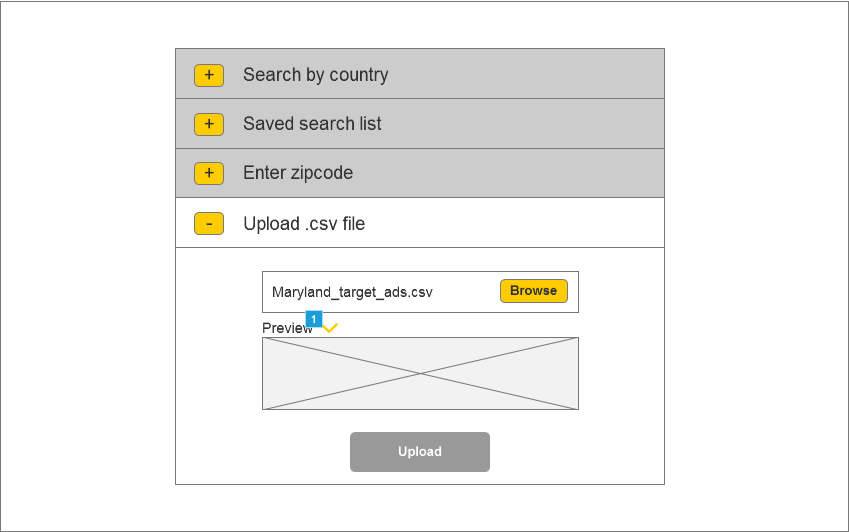 + Search by country
+ Saved search list
+ Enter zipcode
- Upload .csv file
Maryland_target_ads.csv Browse
1
Preview
Upload